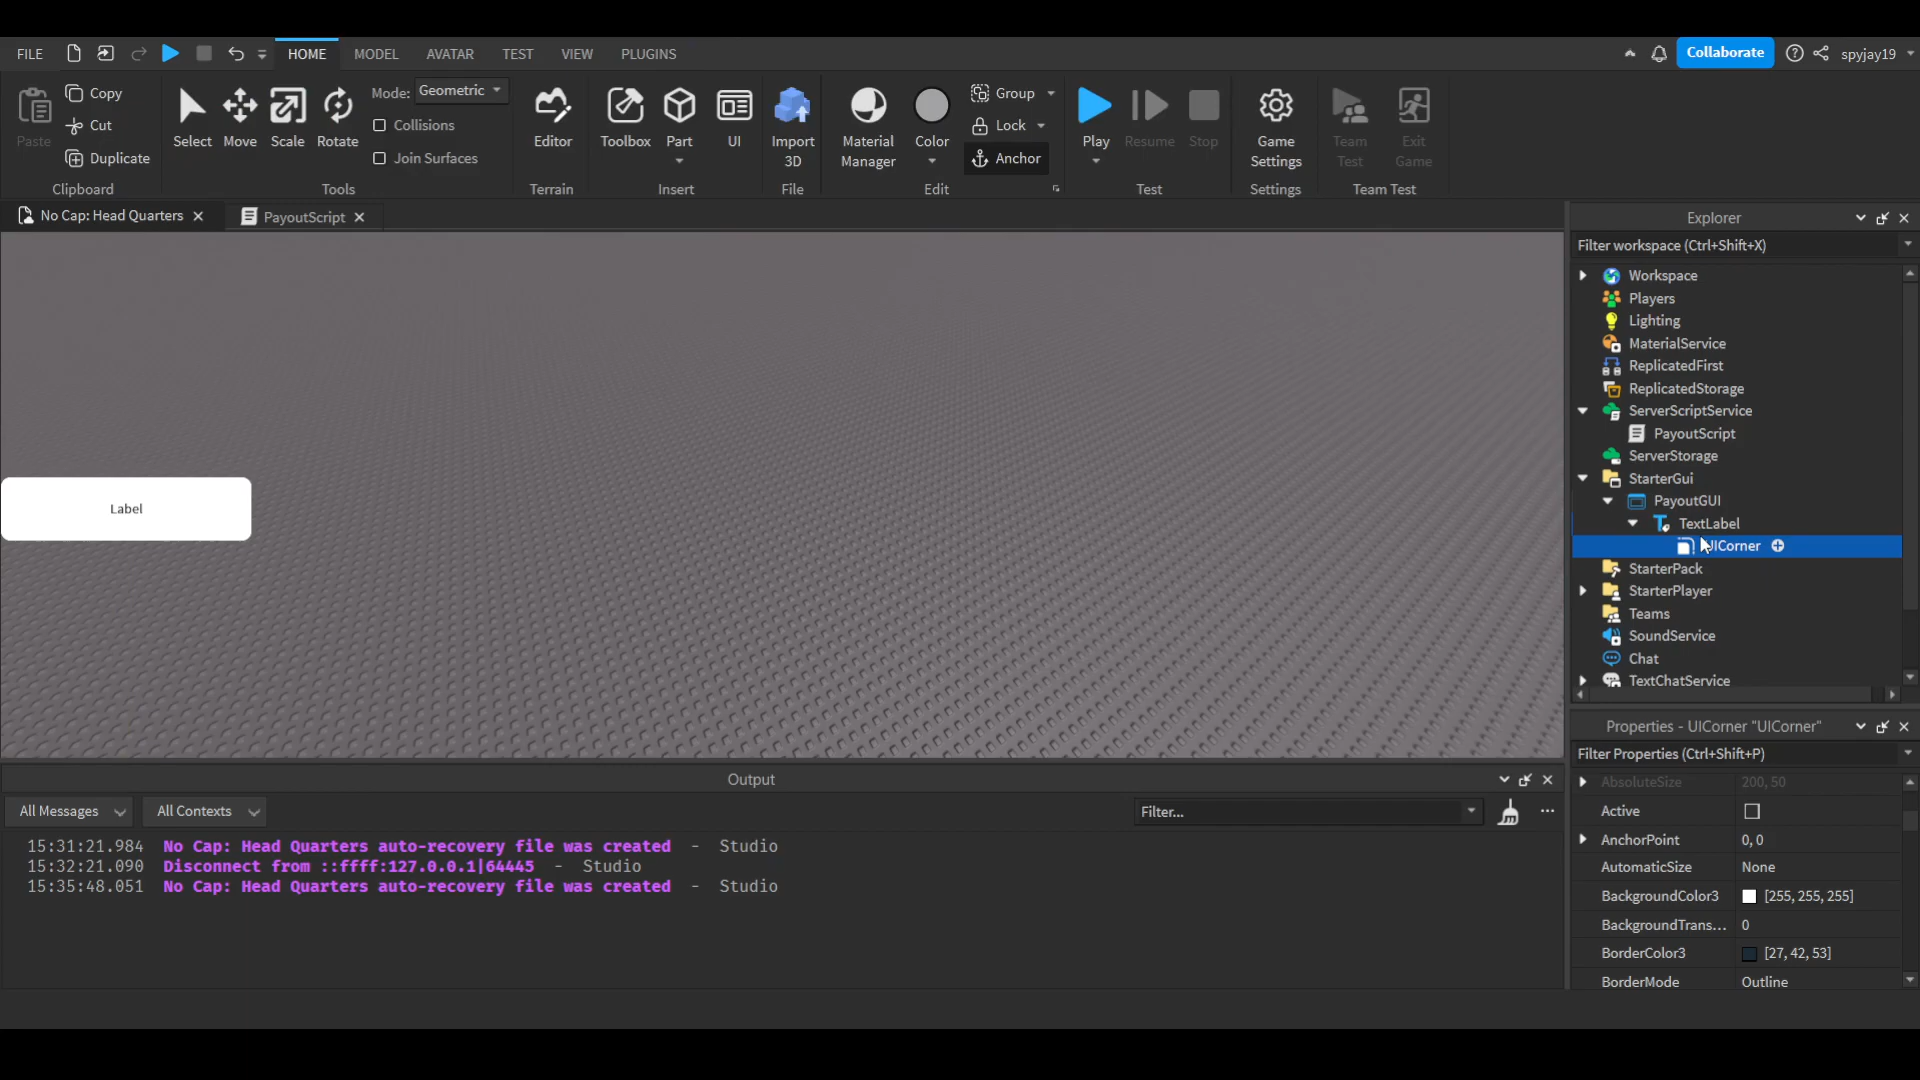 FILE HOME MODEL AVATAR TEST VIEW PLUGINS Collaborate spyjay19
Paste Copy Cut Duplicate
Clipboard
Select Move Scale Rotate
Mode: Geometric
Collisions
Join Surfaces
Tools
Editor
Terrain
Toolbox Part UI
Insert
Import
3D
File
Material
Manager
Color
Group
Lock
Anchor
Edit
Play Resume Stop
Test
Game
Settings
Settings
Team
Test
Exit
Game
Team Test
No Cap: Head Quarters PayoutScript
Label
Explorer
Filter workspace (Ctrl+Shift+X)
Workspace
Players
Lighting
MaterialService
ReplicatedFirst
ReplicatedStorage
ServerScriptService
PayoutScript
ServerStorage
StarterGui
PayoutGUI
TextLabel
UICorner
StarterPack
StarterPlayer
Teams
SoundService
Chat
TextChatService
Properties - UICorner "UICorner"
Filter Properties (Ctrl+Shift+P)
AbsoluteSize 200, 50
Active
AnchorPoint 0, 0
AutomaticSize None
BackgroundColor3 [255, 255, 255]
BackgroundTrans... 0
BorderColor3 [27, 42, 53]
BorderMode Outline
Output
All Messages All Contexts Filter...
15:31:21.984 No Cap: Head Quarters auto-recovery file was created - Studio
15:32:21.090 Disconnect from ::ffff:127.0.0.1|64445 - Studio
15:35:48.051 No Cap: Head Quarters auto-recovery file was created - Studio